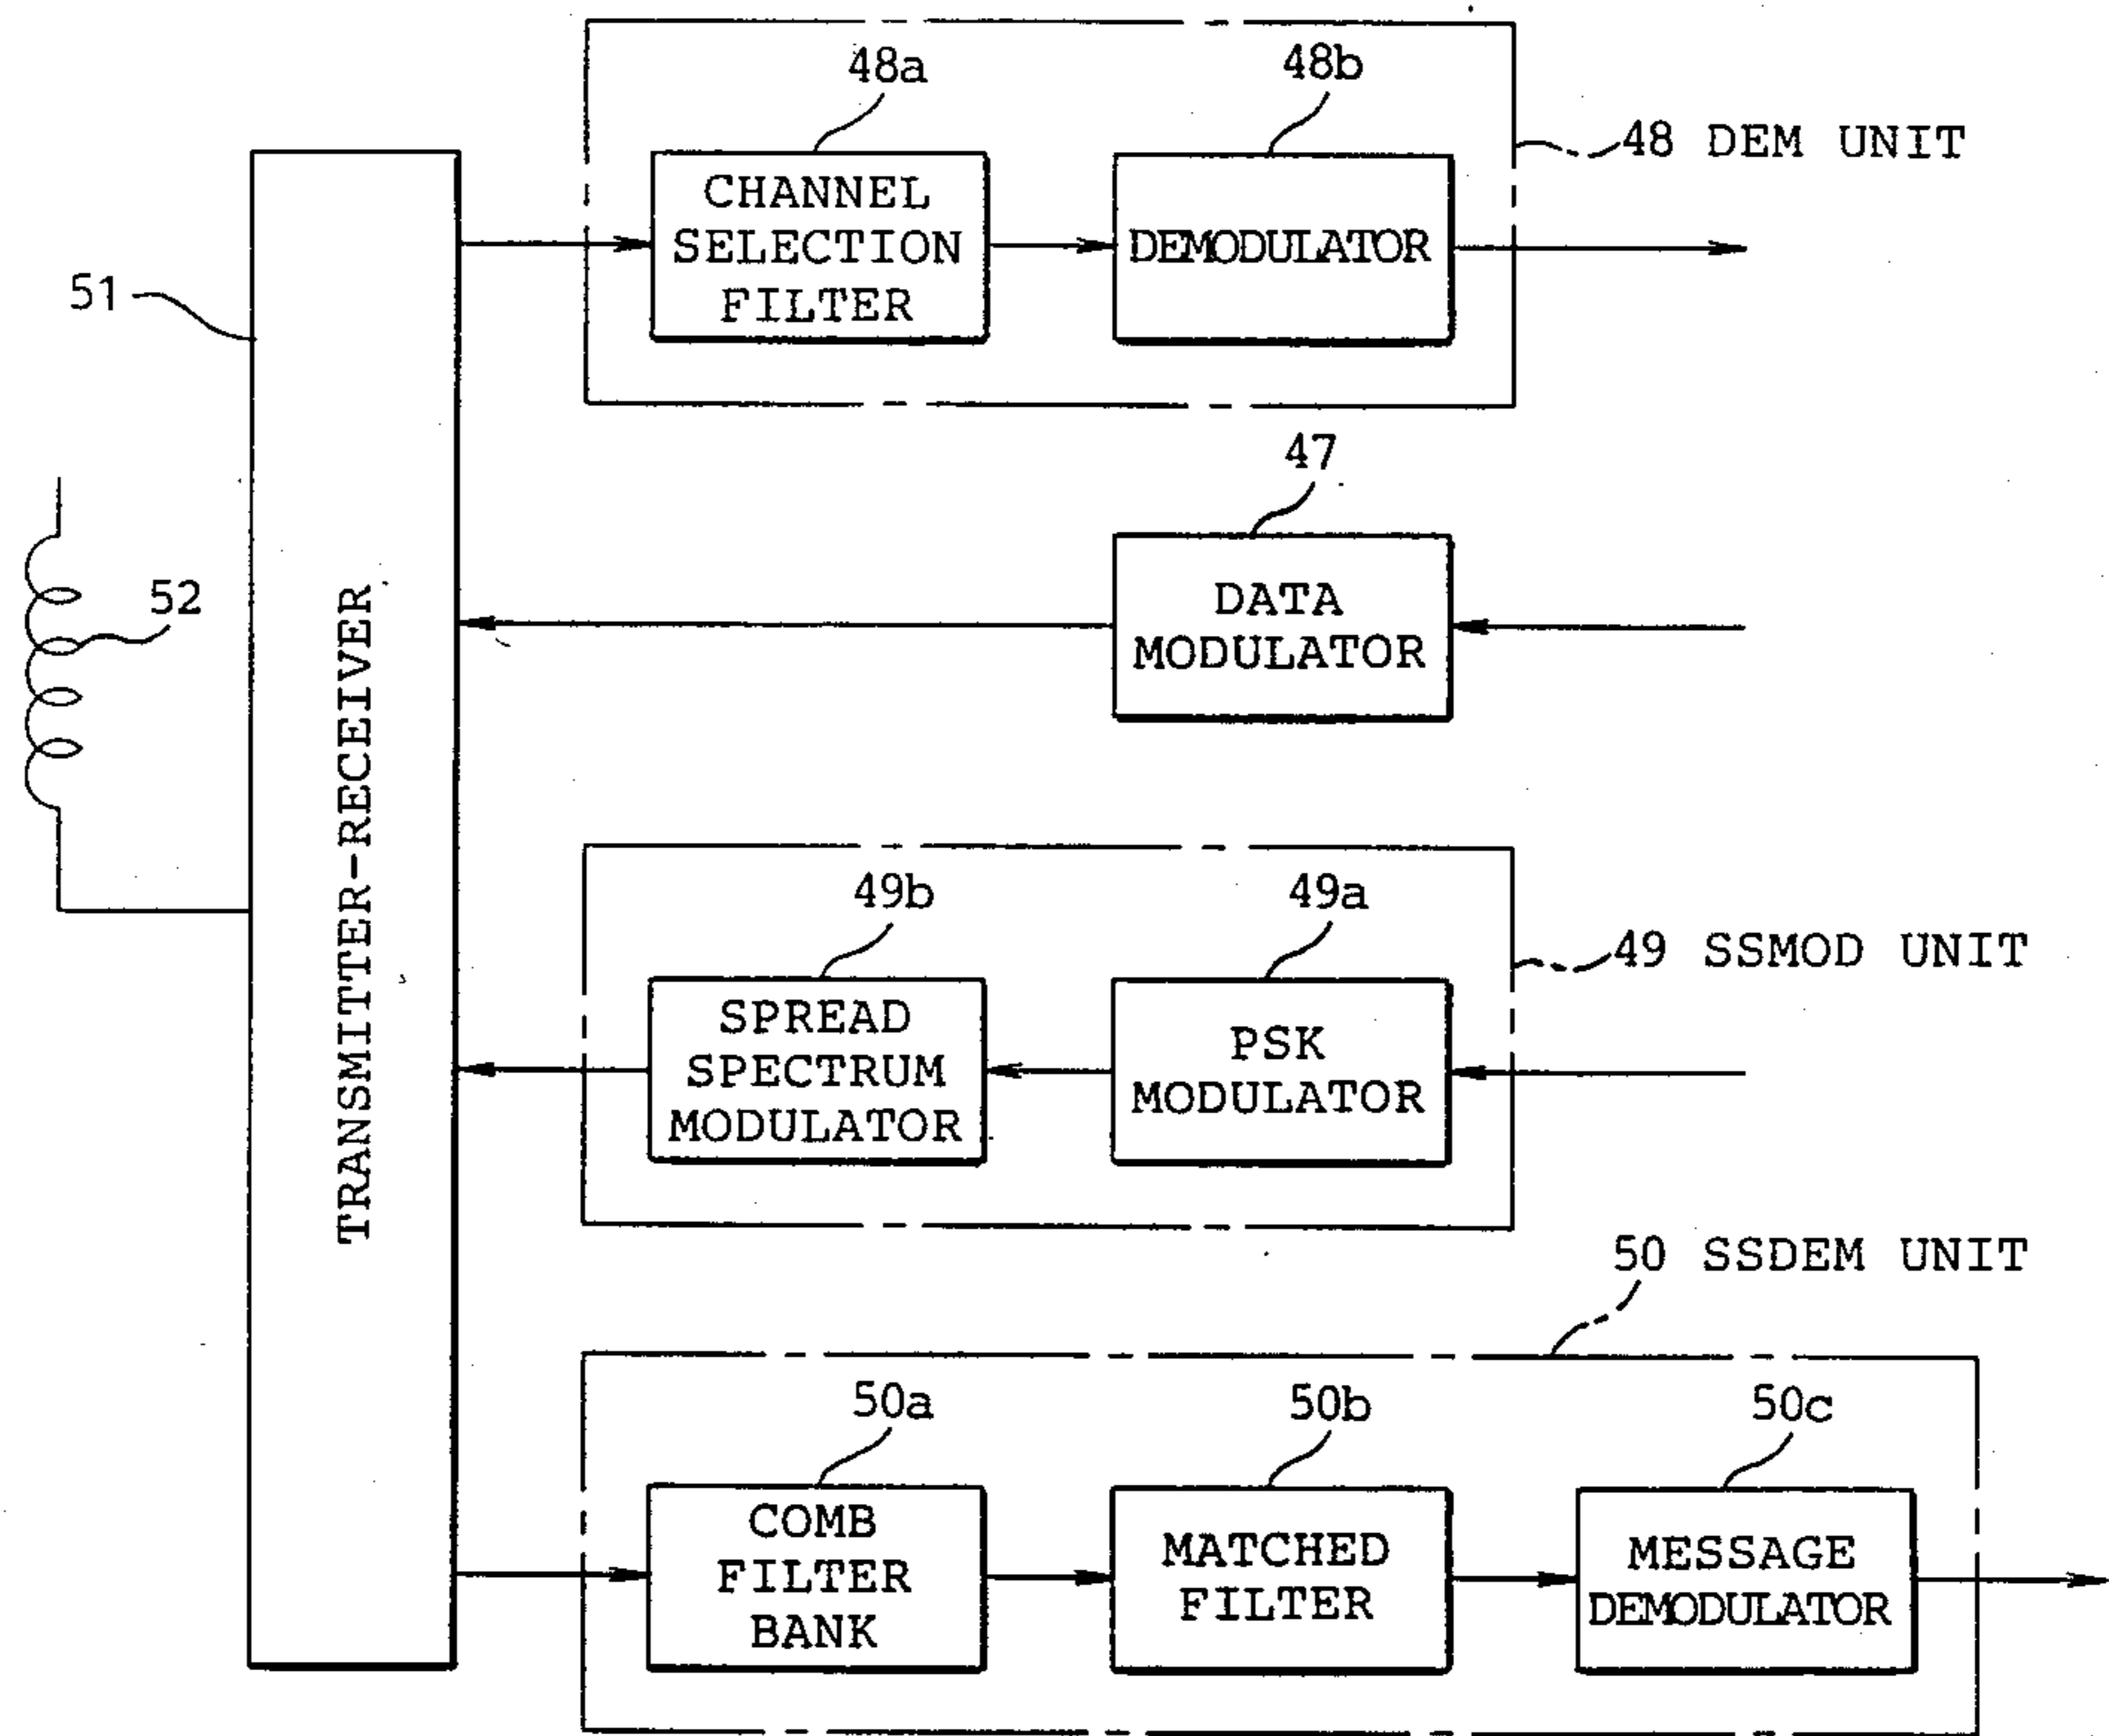 48a
48b
48 DEM UNIT
CHANNEL
SELECTION
FILTER
DEMODULATOR
51
47
52
DATA
MODULATOR
TRANSMITTER-RECEIVER
49b
49a
49 SSMOD UNIT
SPREAD
SPECTRUM
MODULATOR
PSK
MODULATOR
50 SSDEM UNIT
50a
50b
50c
COMB
FILTER
BANK
MATCHED
FILTER
MESSAGE
DEMODULATOR